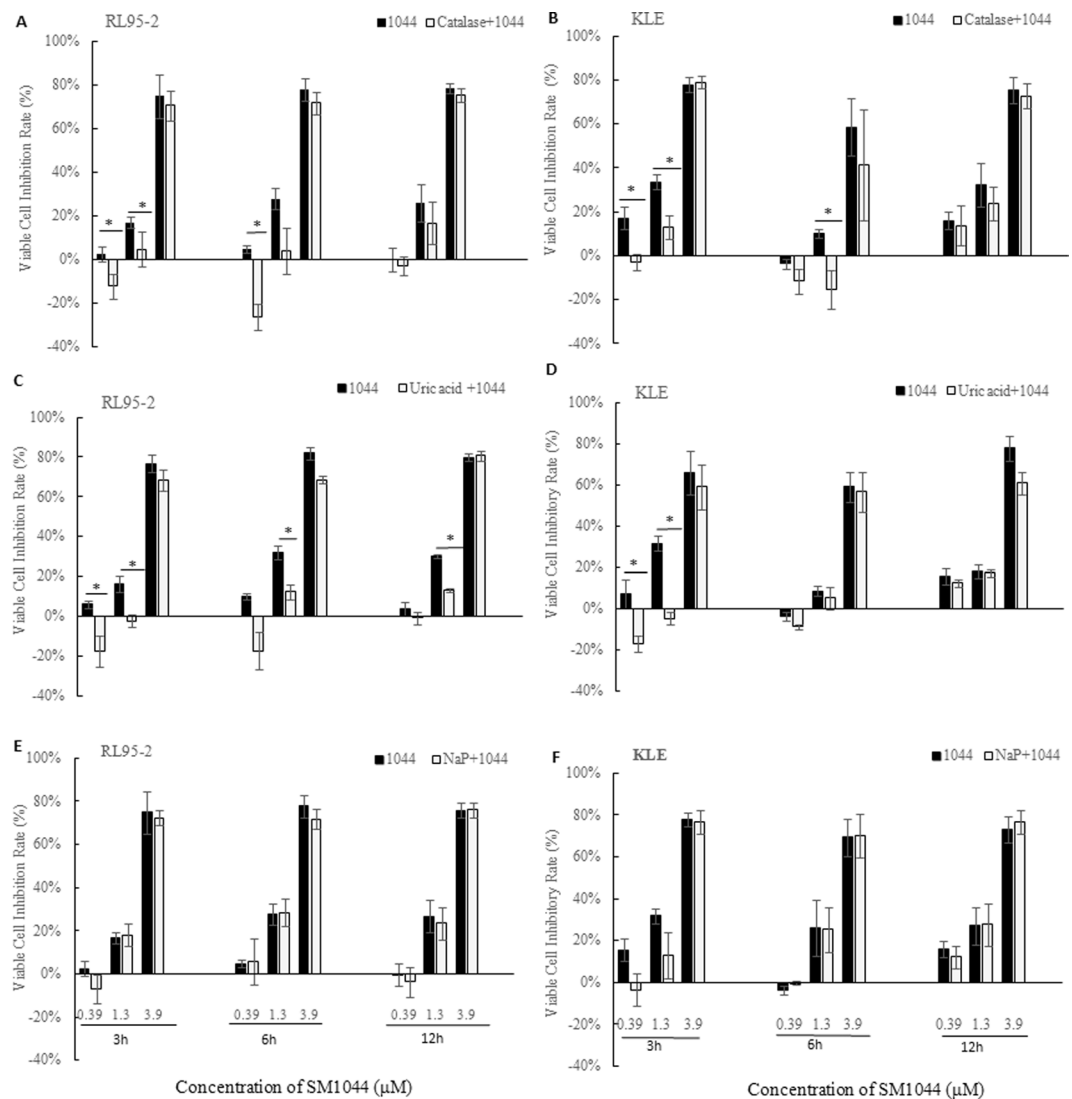 A RL95-2 1044 Catalase+1044
Viable Cell Inhibition Rate (%)
100%
80%
60%
40%
20%
0%
-20%
-40%
* * *
B KLE 1044 Catalase+1044
Viable Cell Inhibition Rate (%)
100%
80%
60%
40%
20%
0%
-20%
-40%
* * *
C RL95-2 1044 Uric acid +1044
Viable Cell Inhibition Rate (%)
100%
80%
60%
40%
20%
0%
-20%
-40%
* * * *
D KLE 1044 Uric acid+1044
Viable Cell Inhibitory Rate (%)
100%
80%
60%
40%
20%
0%
-20%
-40%
* *
E RL95-2 1044 NaP+1044
Viable Cell Inhibition Rate (%)
100%
80%
60%
40%
20%
0%
-20%
-40%
0.39 1.3 3.9 0.39 1.3 3.9 0.39 1.3 3.9
3h 6h 12h
Concentration of SM1044 (μM)
F KLE 1044 NaP+1044
Viable Cell Inhibitory Rate (%)
100%
80%
60%
40%
20%
0%
-20%
-40%
0.39 1.3 3.9 0.39 1.3 3.9 0.39 1.3 3.9
3h 6h 12h
Concentration of SM1044 (μM)